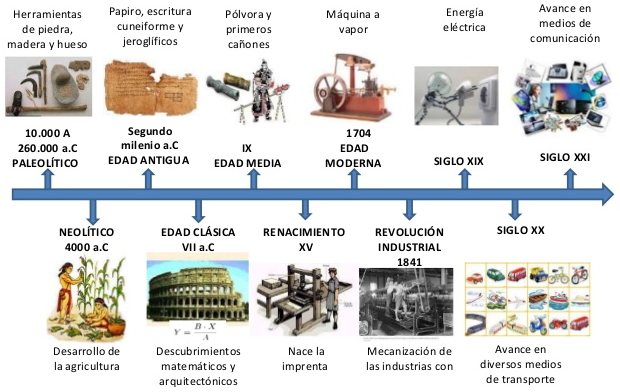 Herramientas
de piedra,
madera y hueso
Papiro, escritura
cuneiforme y
jeroglíficos
Pólvora y
primeros
cañones
Máquina a
vapor
Energía
eléctrica
Avance en
medios de
comunicación
10.000 A
260.000 a.C
PALEOLÍTICO
Segundo
milenio a.C
EDAD ANTIGUA
IX
EDAD MEDIA
1704
EDAD
MODERNA
SIGLO XIX
SIGLO XXI
NEOLÍTICO
4000 a.C
EDAD CLÁSICA
VII a.C
RENACIMIENTO
XV
REVOLUCIÓN
INDUSTRIAL
1841
SIGLO XX
Y = B · X
A
Desarrollo de
la agricultura
Descubrimientos
matemáticos y
arquitectónicos
Nace la
imprenta
Mecanización de
las industrias con
Avance en
diversos medios
de transporte